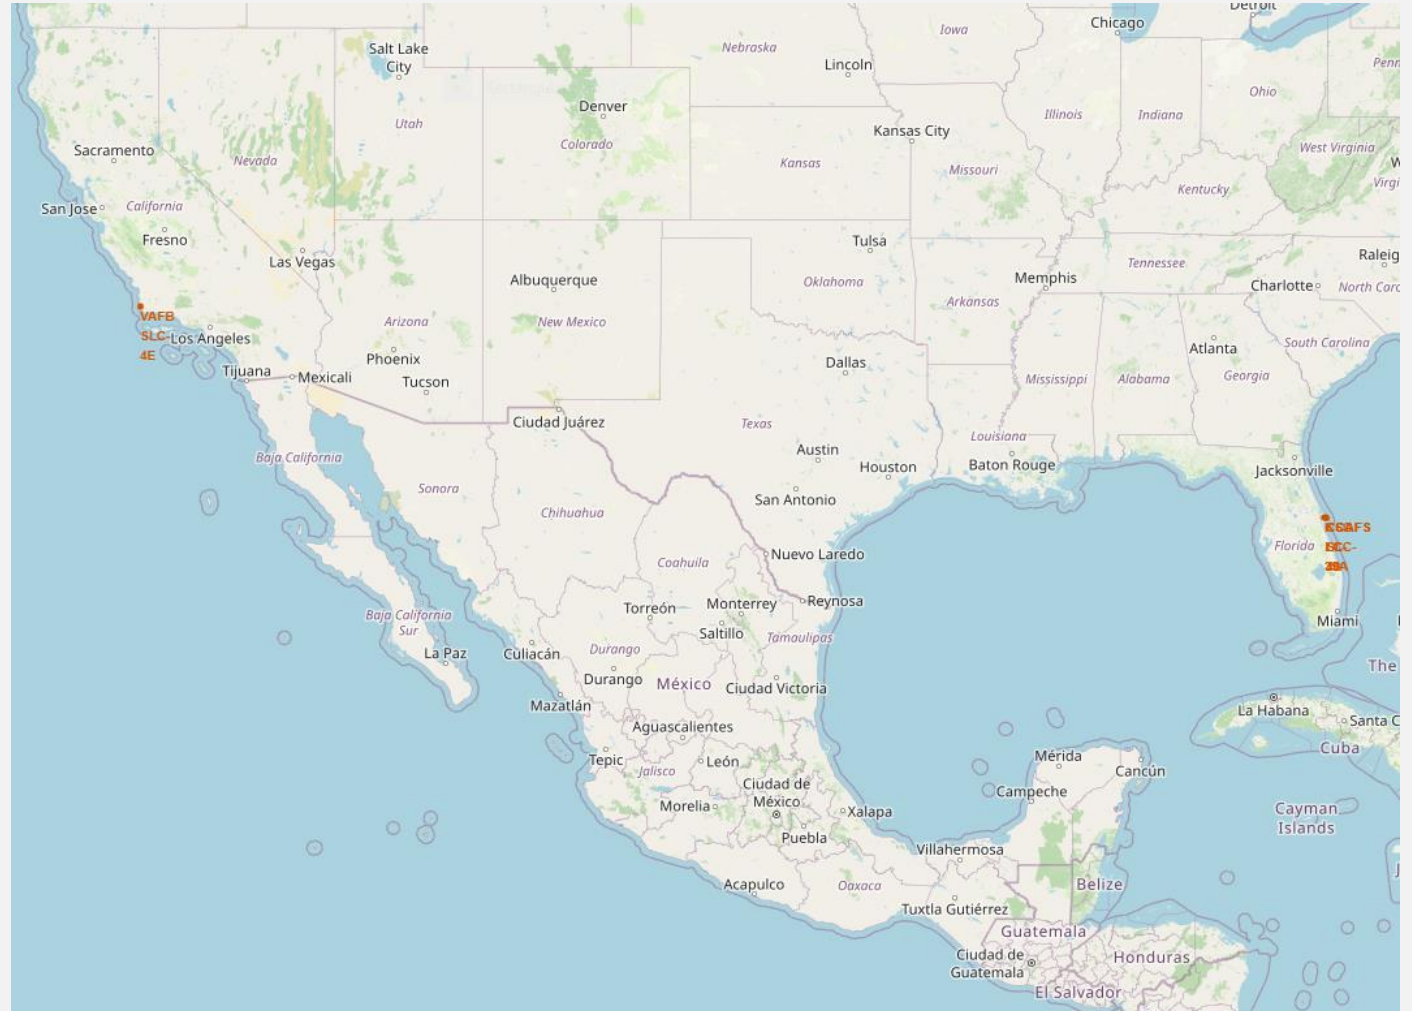 Detroit
Chicago
Iowa
Nebraska
Salt Lake
City
Lincoln
Penn
Ohio
Denver
Illinois
Indiana
Utah
Kansas City
Colorado
West Virginia
Sacramento
Nevada
Kansas
Missouri
Virgi
Kentucky
San Jose
California
Fresno
Tulsa
Raleig
Las Vegas
Tennessee
Albuquerque
Oklahoma
Memphis
Charlotte
North Carc
Arkansas
VAFB
SLC-
4E
Los Angeles
Arizona
New Mexico
South Carolina
Phoenix
Atlanta
Dallas
Tijuana
Mexicali
Tucson
Mississippi
Alabama
Georgia
Ciudad Juárez
Texas
Louisiana
Austin
Baja California
Houston
Baton Rouge
Jacksonville
Sonora
San Antonio
Chihuahua
Florida
Nuevo Laredo
Coahuila
Torreón
Monterrey
Reynosa
Baja California
Sur
Miami
Saltillo
Tamaulipas
La Paz
Culiacán
Durango
The
Durango
México
Ciudad Victoria
Mazatlán
La Habana
Santa C
Aguascalientes
Cuba
Tepic
León
Jalisco
Mérida
Cancún
Ciudad de
México
Campeche
Morelia
Xalapa
Cayman
Islands
Puebla
Villahermosa
Acapulco
Oaxaca
Belize
Tuxtla Gutiérrez
Guatemala
Ciudad de
Guatemala
Honduras
El Salvador